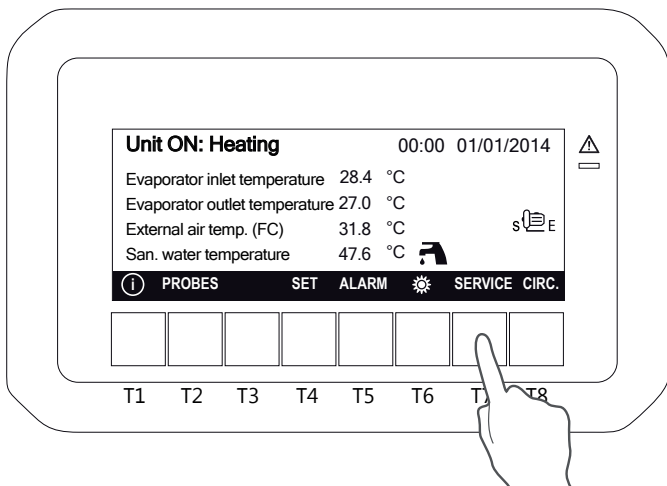 Unit ON: Heating 00:00 01/01/2014
Evaporator inlet temperature 28.4 °C
Evaporator outlet temperature 27.0 °C
External air temp. (FC) 31.8 °C
S E
San. water temperature 47.6 °C
i PROBES SET ALARM SERVICE CIRC.
T1 T2 T3 T4 T5 T6 T7 T8